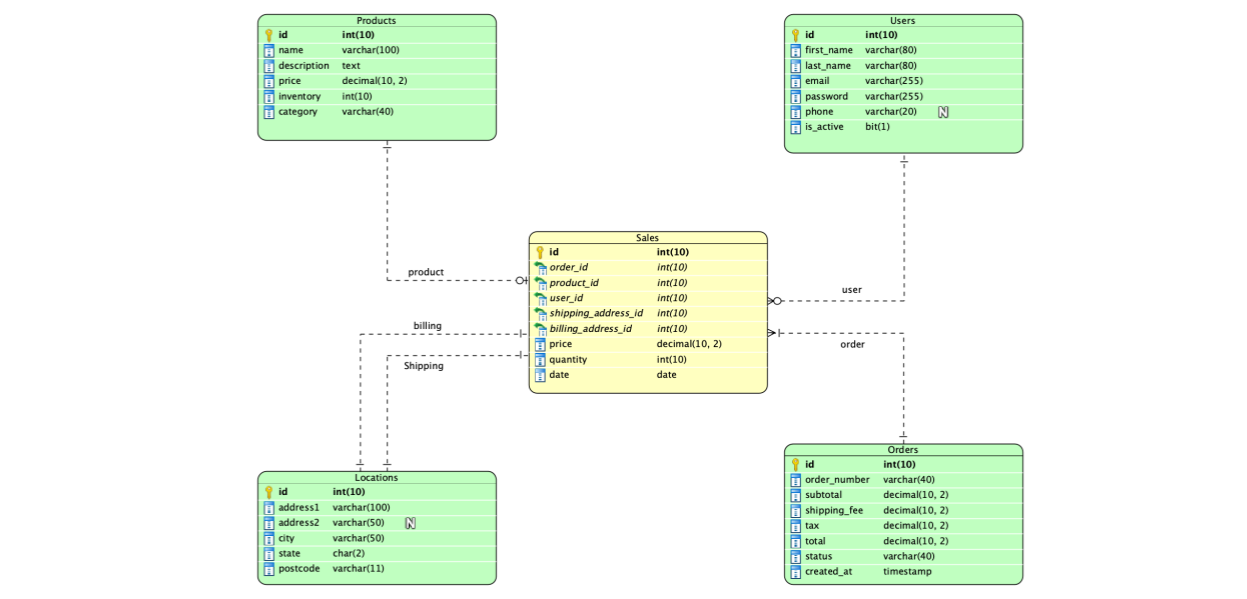 Products
id int(10)
name varchar(100)
description text
price decimal(10, 2)
inventory int(10)
category varchar(40)
Users
id int(10)
first_name varchar(80)
last_name varchar(80)
email varchar(255)
password varchar(255)
phone varchar(20) N
is_active bit(1)
Sales
id int(10)
order_id int(10)
product_id int(10)
user_id int(10)
shipping_address_id int(10)
billing_address_id int(10)
price decimal(10, 2)
quantity int(10)
date date
product
user
billing
order
Shipping
Locations
id int(10)
address1 varchar(100)
address2 varchar(50) N
city varchar(50)
state char(2)
postcode varchar(11)
Orders
id int(10)
order_number varchar(40)
subtotal decimal(10, 2)
shipping_fee decimal(10, 2)
tax decimal(10, 2)
total decimal(10, 2)
status varchar(40)
created_at timestamp